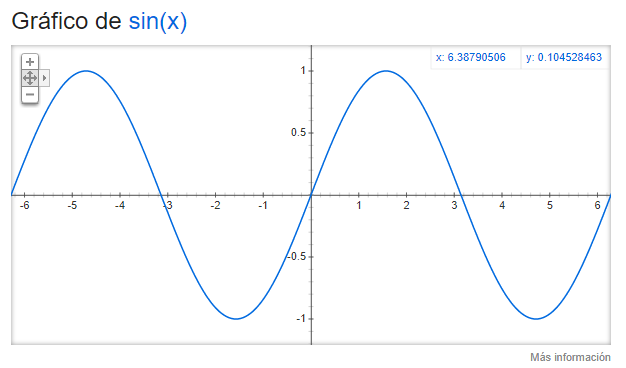 Gráfico de sin(x)
x: 6.38790506 y: 0.104528463
1
0.5
-6 -5 -4 -3 -2 -1 1 2 3 4 5 6
-0.5
-1
Más información